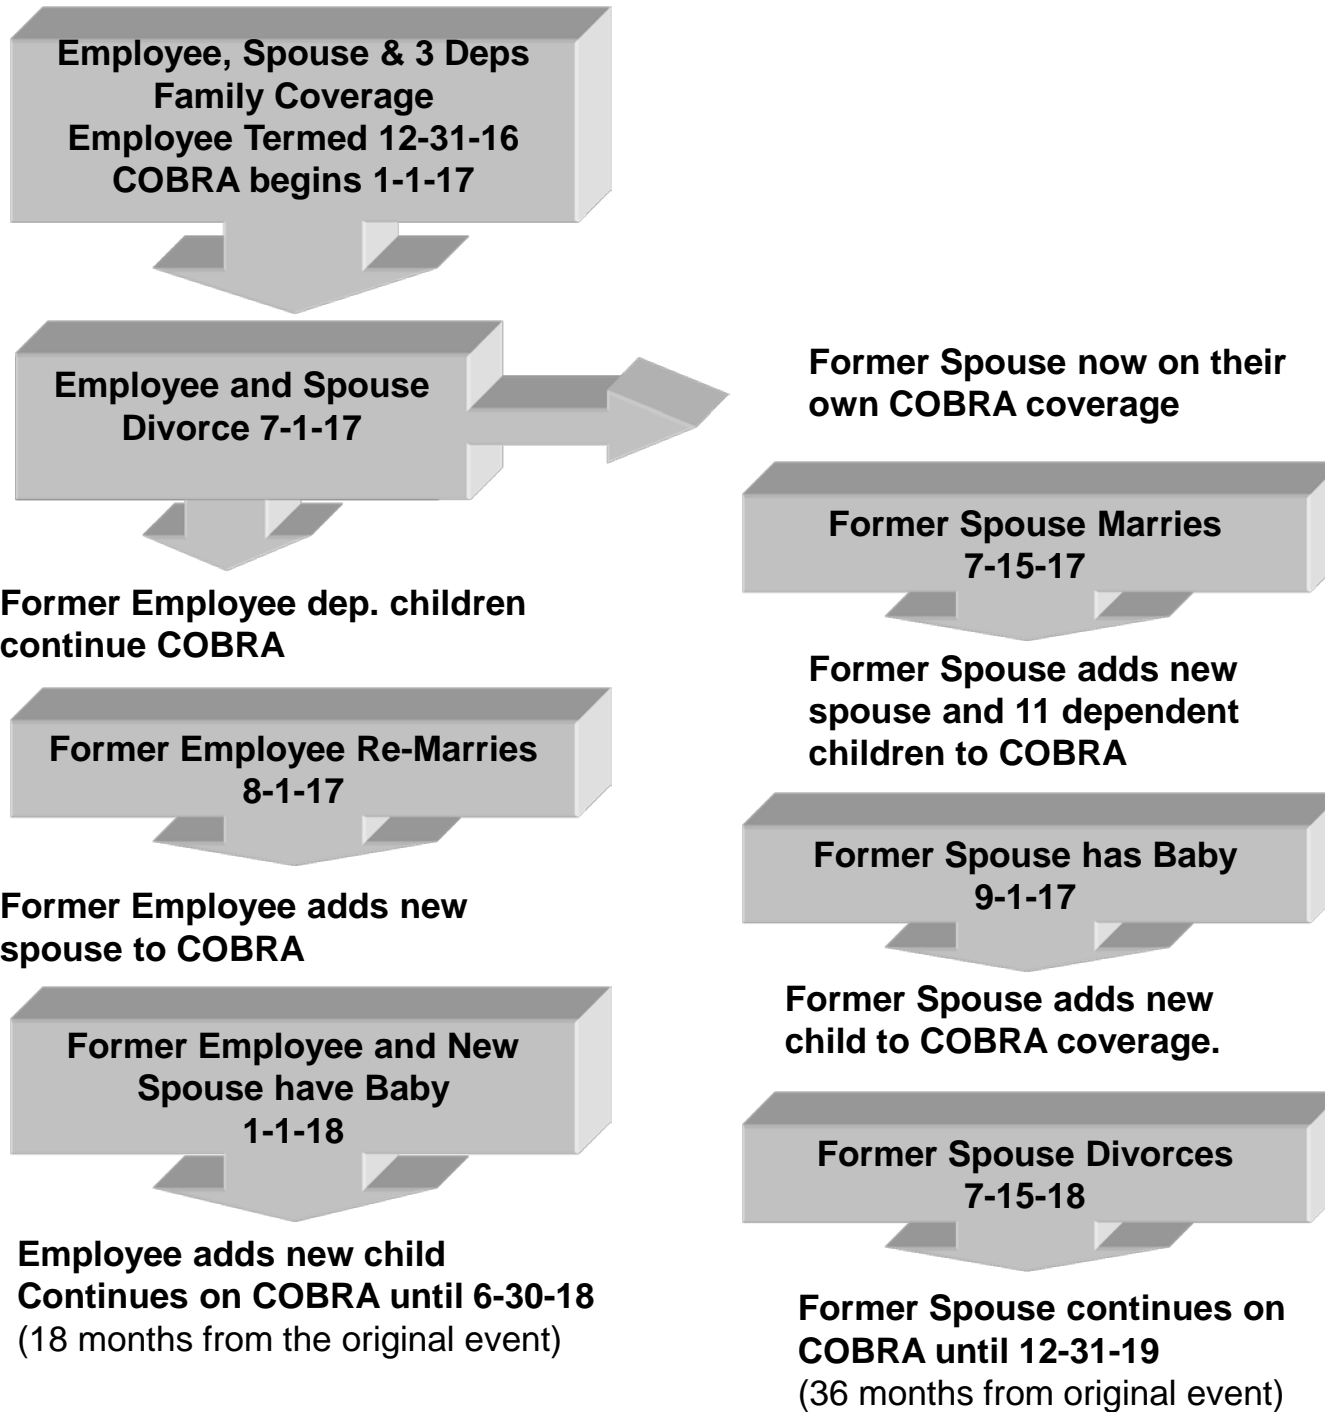 Employee, Spouse & 3 Deps
Family Coverage
Employee Termed 12-31-16
COBRA begins 1-1-17
Employee and Spouse
Divorce 7-1-17
Former Employee dep. children
continue COBRA
Former Employee Re-Marries
8-1-17
Former Employee adds new
spouse to COBRA
Former Employee and New
Spouse have Baby
1-1-18
Employee adds new child
Continues on COBRA until 6-30-18
(18 months from the original event)
Former Spouse now on their
own COBRA coverage
Former Spouse Marries
7-15-17
Former Spouse adds new
spouse and 11 dependent
children to COBRA
Former Spouse has Baby
9-1-17
Former Spouse adds new
child to COBRA coverage.
Former Spouse Divorces
7-15-18
Former Spouse continues on
COBRA until 12-31-19
(36 months from original event)